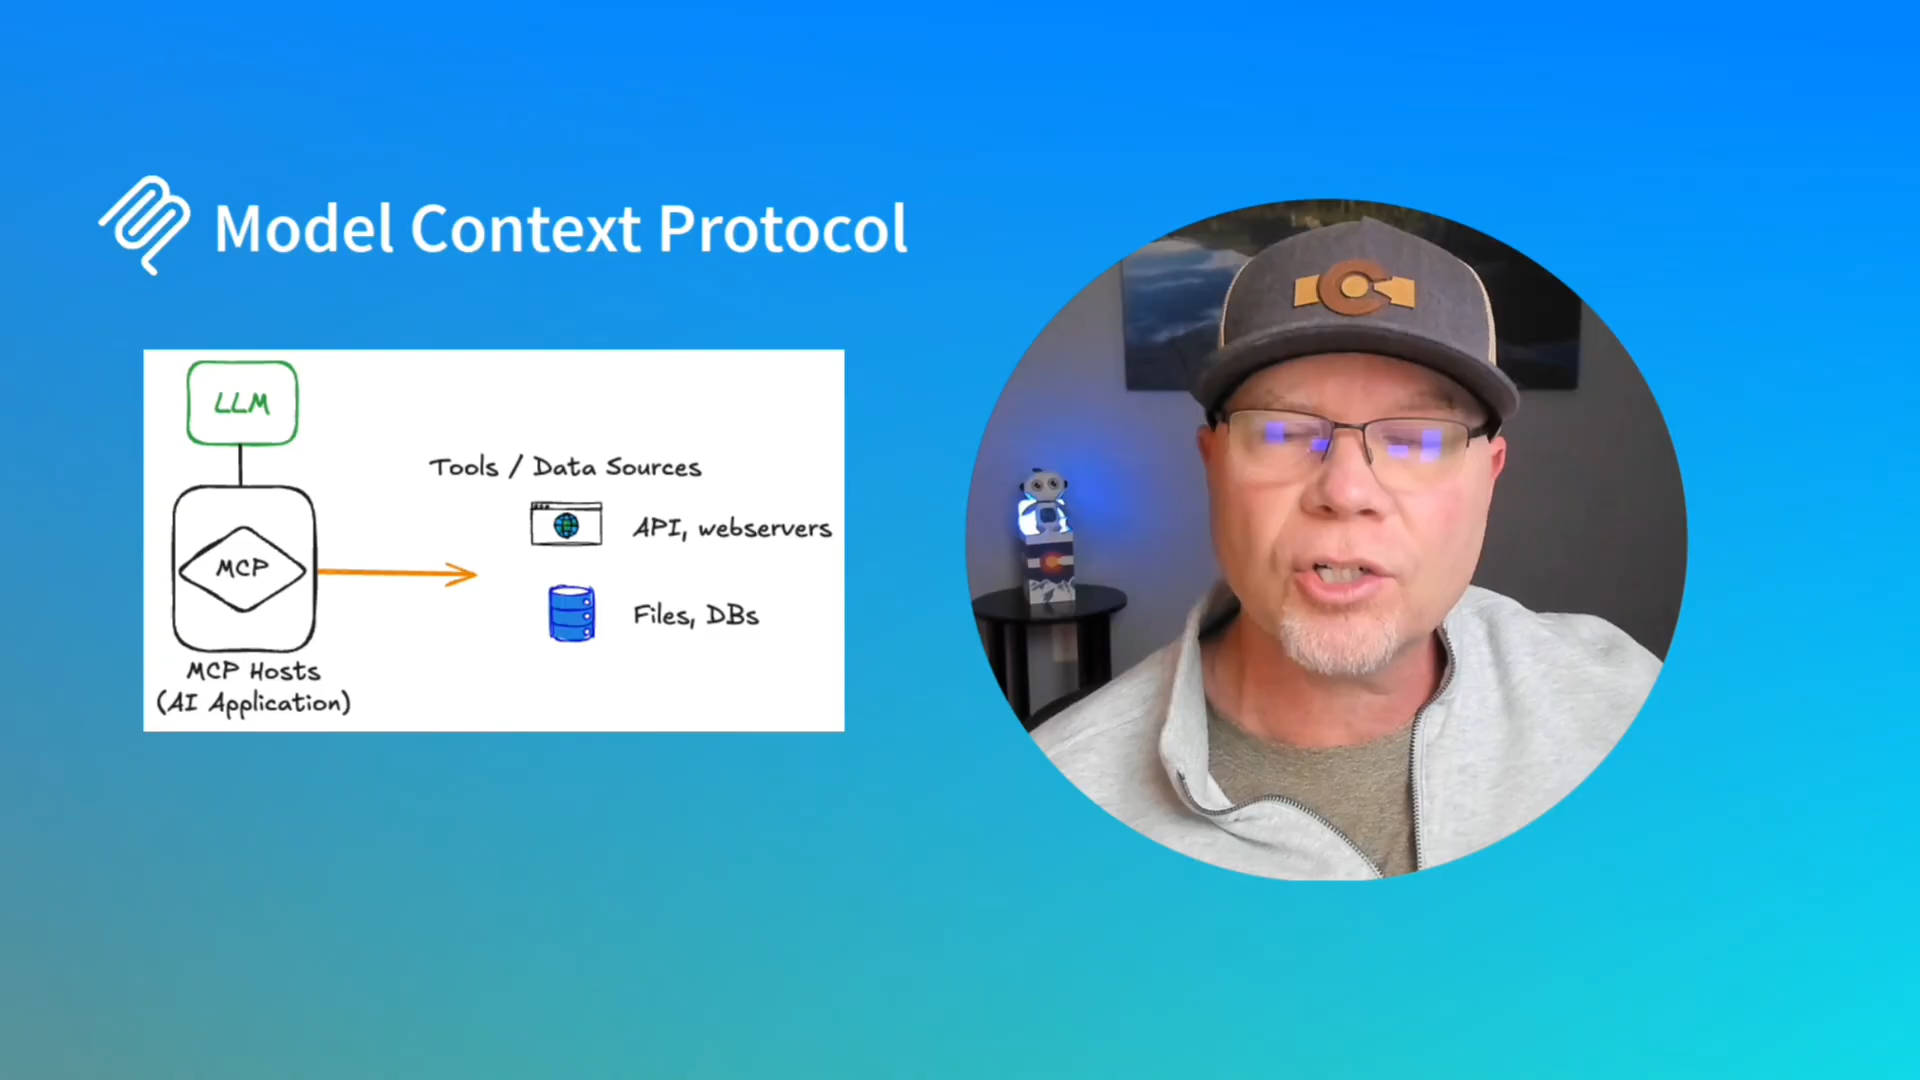 Model Context Protocol
LLM
MCP
MCP Hosts
(AI Application)
Tools / Data Sources
API, webservers
Files, DBs